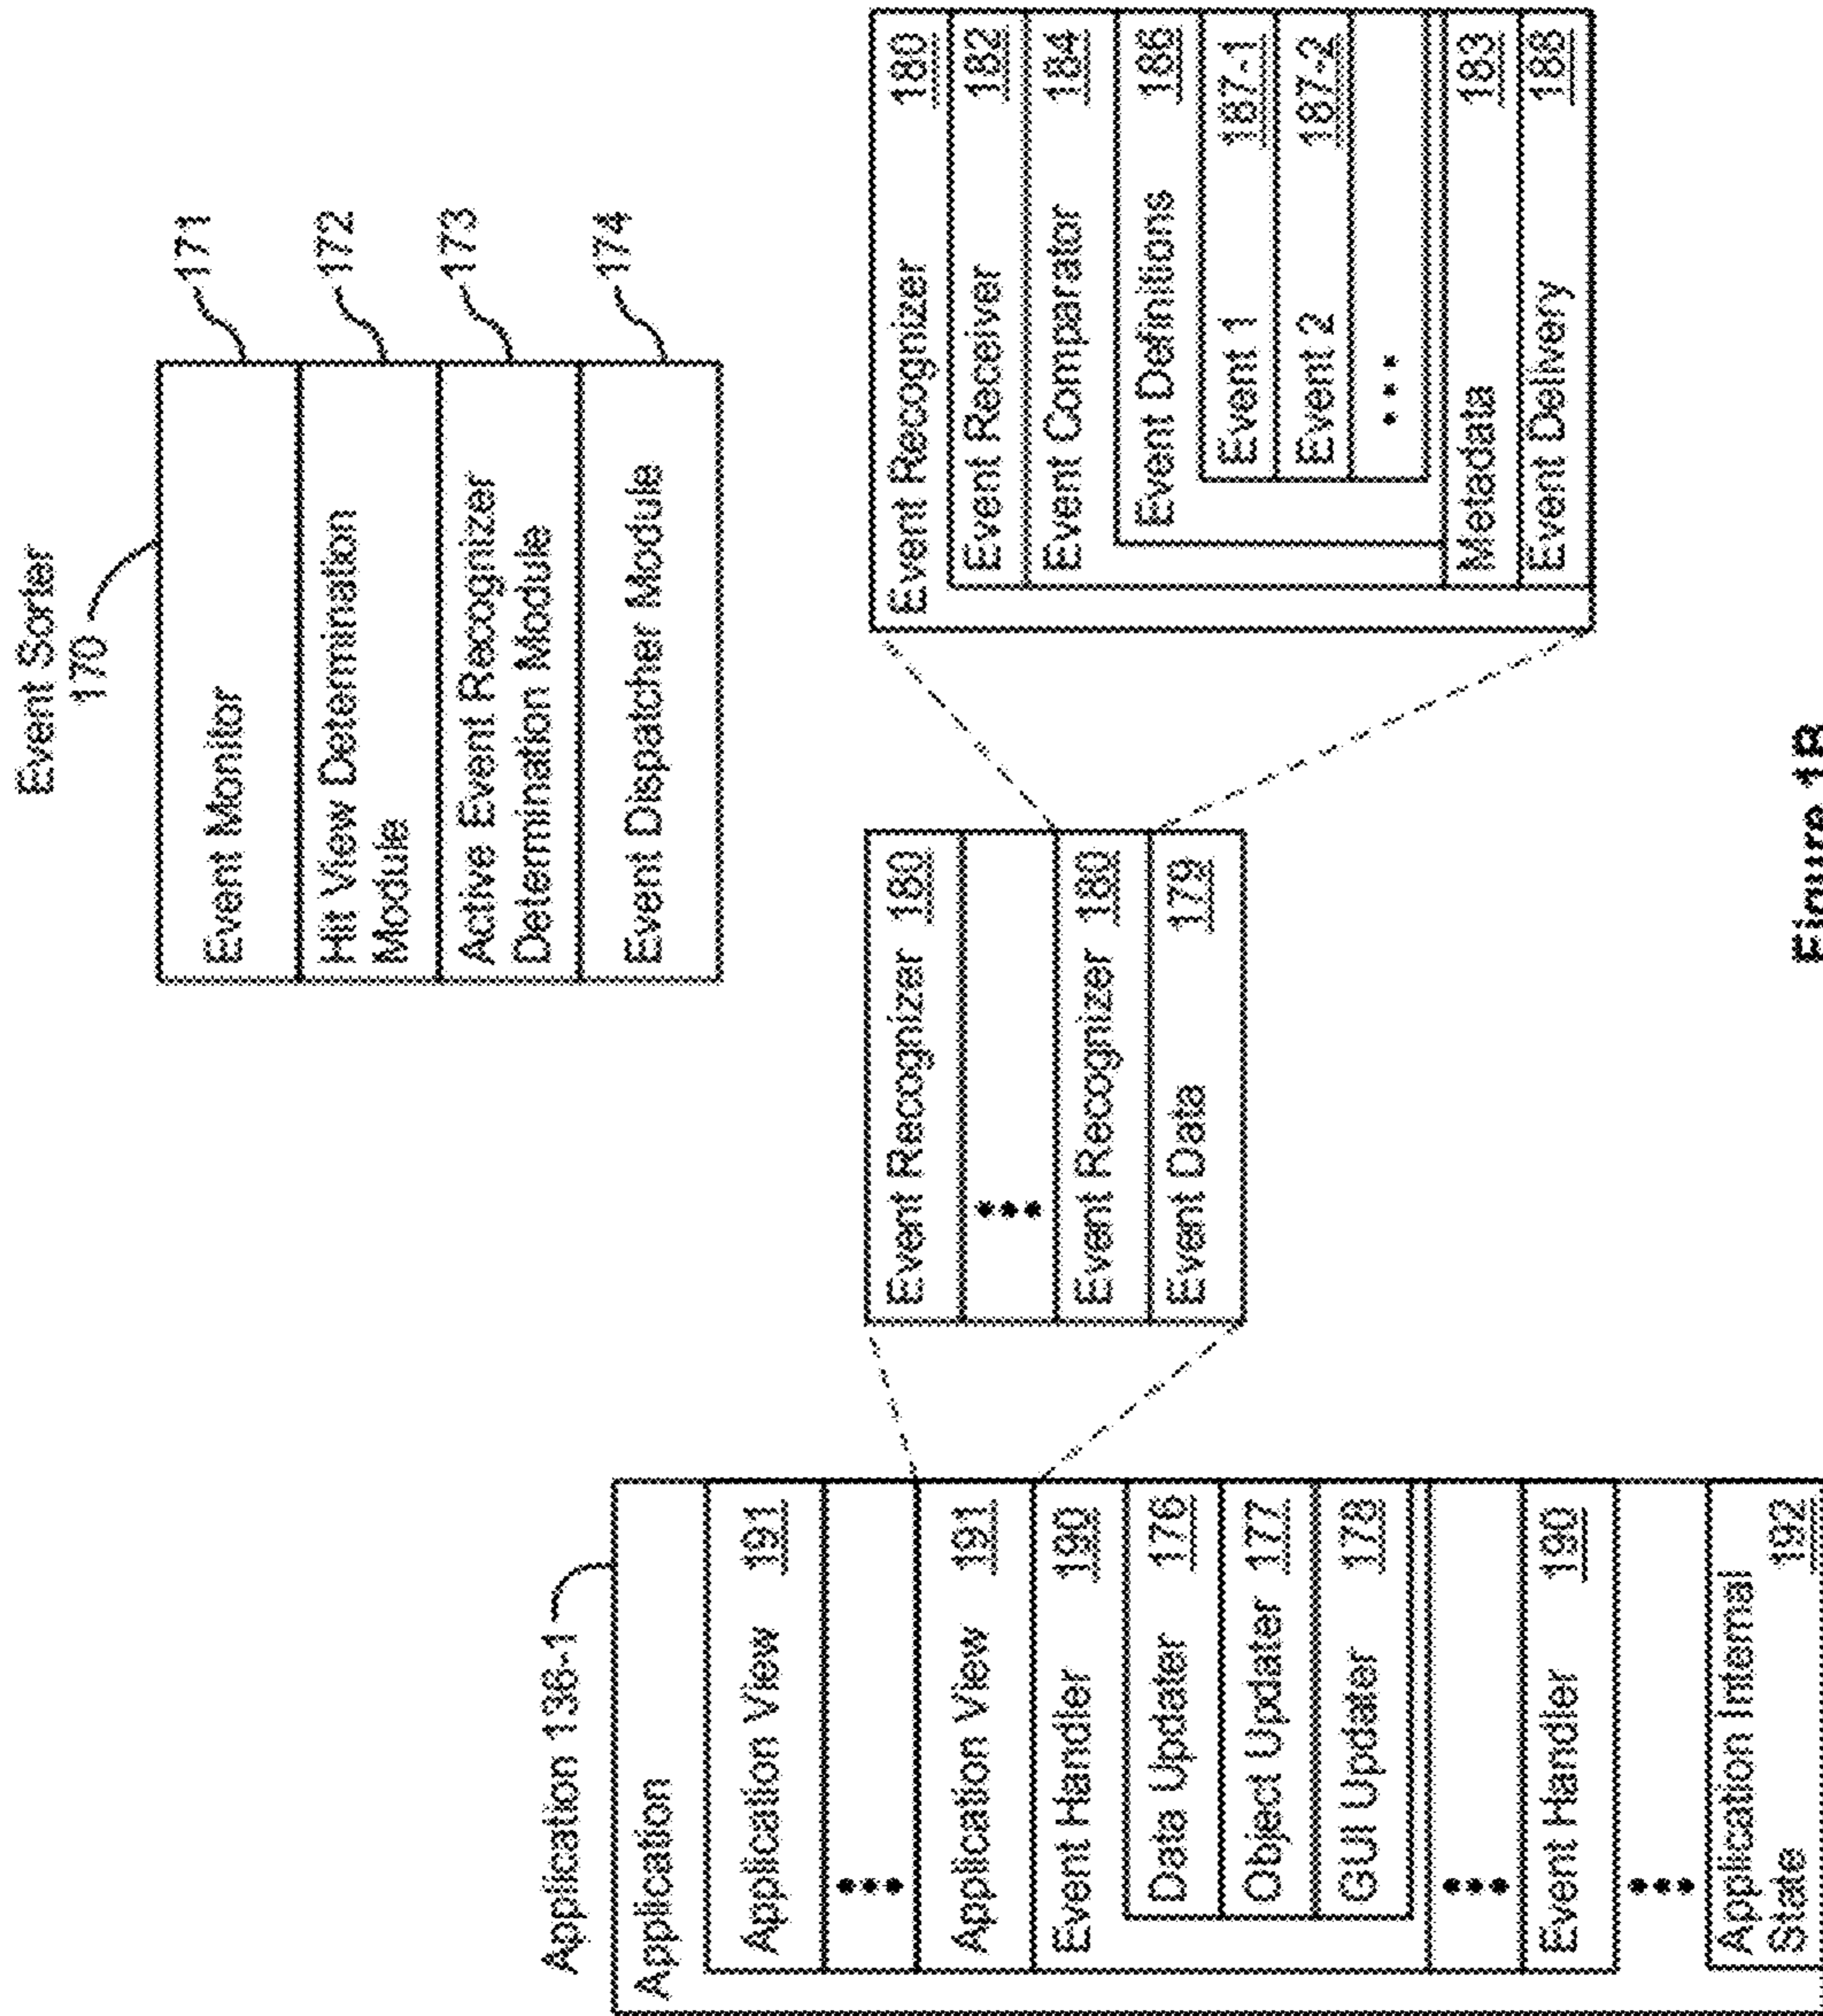 Event Sorter
170
Event Monitor
171
Hit View Determination
Module
172
Active Event Recognizer
Determination Module
173
Event Dispatcher Module
174
Application 136-1
Application
Application View 191
•••
Application View 191
Event Handler 190
Data Updater 176
Object Updater 177
GUI Updater 178
•••
Event Handler 190
•••
Application Internal
State 192
Event Recognizer 180
•••
Event Recognizer 180
Event Data 179
Event Recognizer 180
Event Receiver 182
Event Comparator 184
Event Definitions 186
Event 1 187-1
Event 2 187-2
•••
Metadata 183
Event Delivery 188
Figure 1B